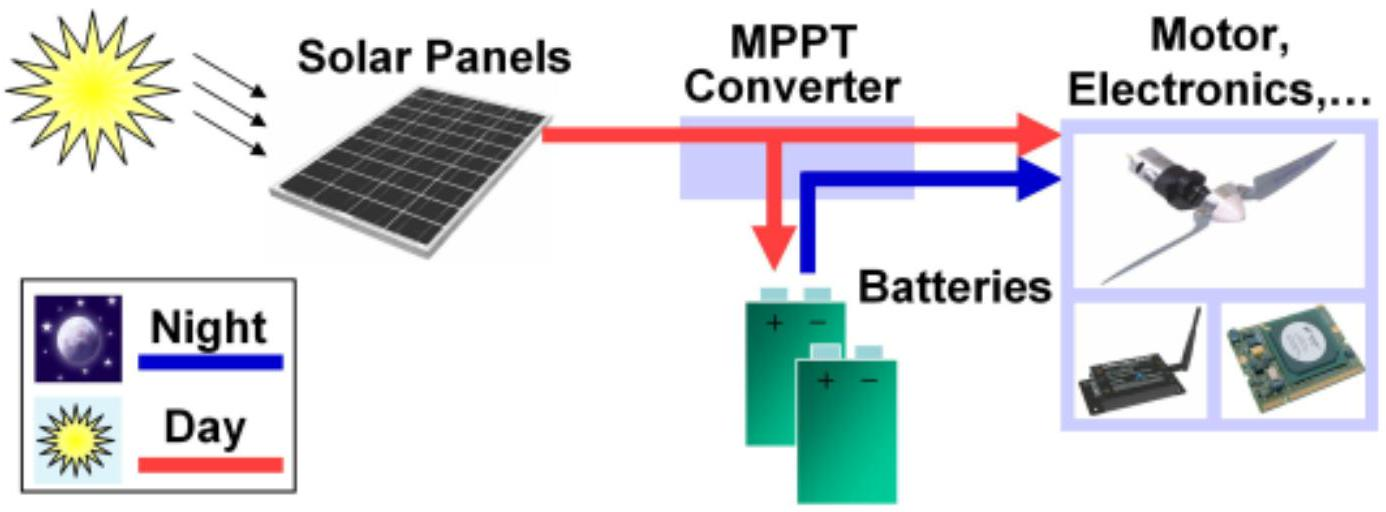 Solar Panels
MPPT
Converter
Motor,
Electronics,...
Batteries
+ −
+ −
Night
Day